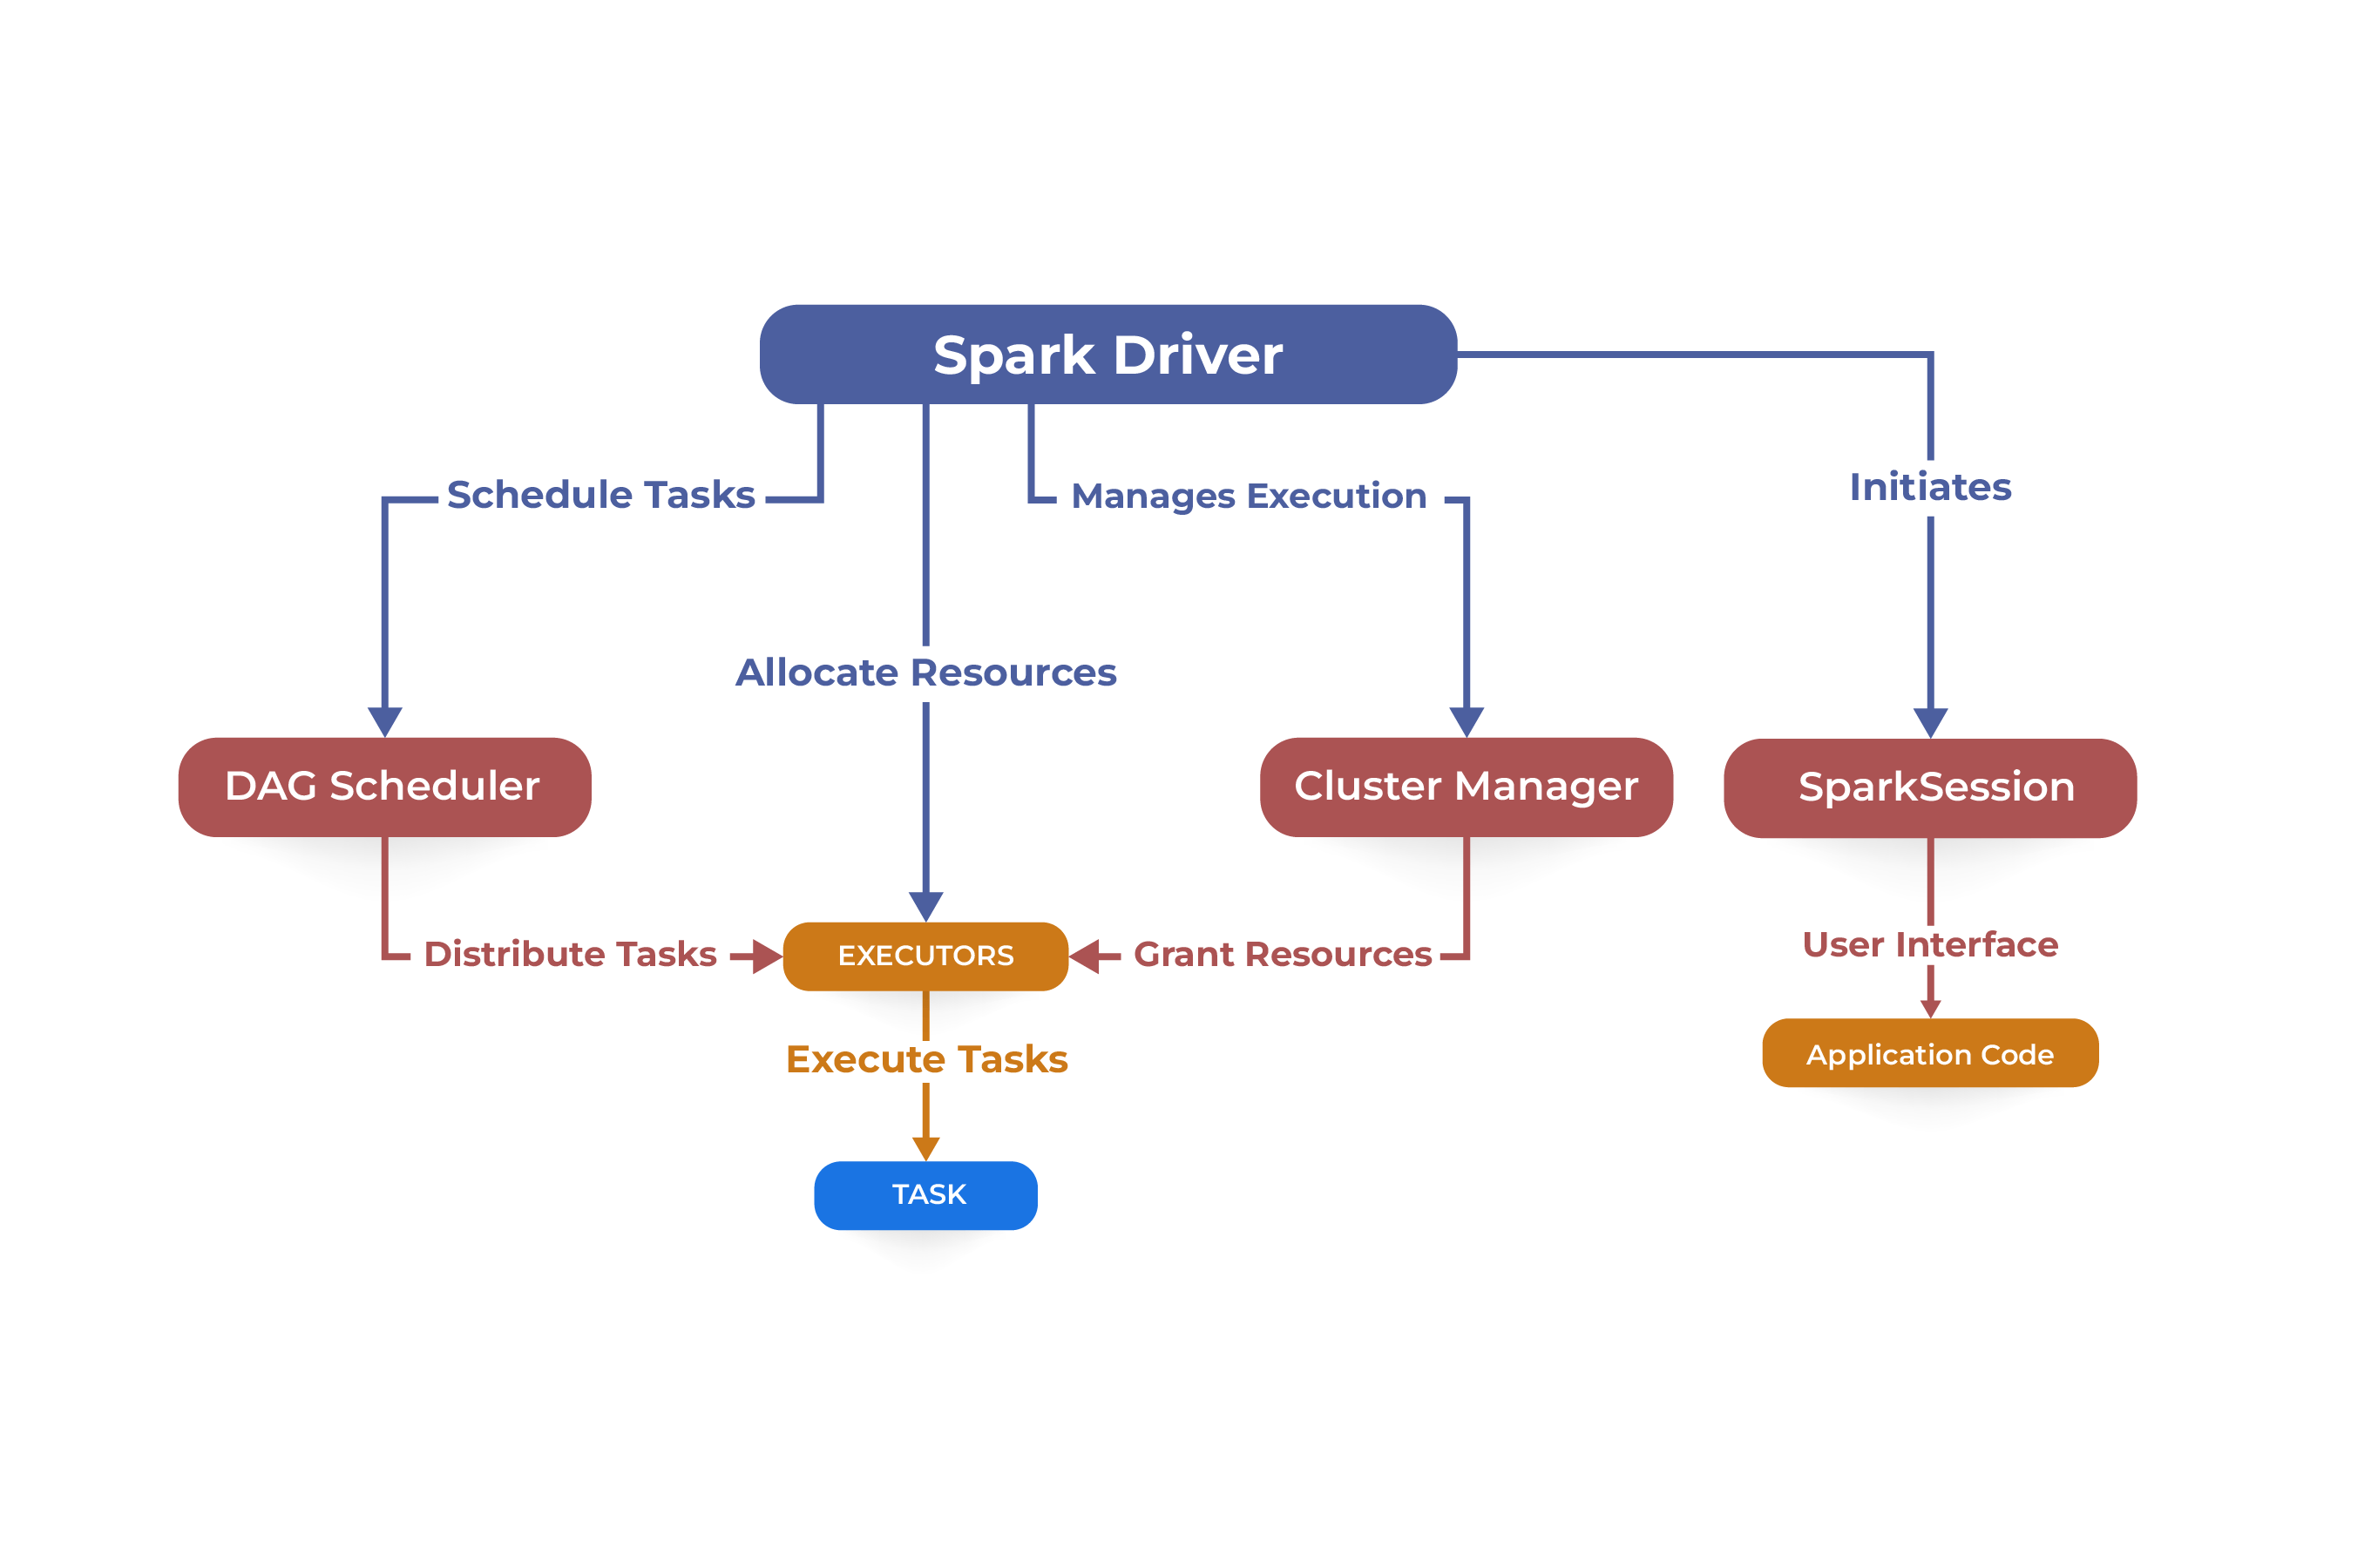 Spark Driver
Schedule Tasks
Manages Execution
Initiates
Allocate Resources
DAG Scheduler
Cluster Manager
SparkSession
Distribute Tasks
EXECUTORS
Grant Resources
User Interface
Execute Tasks
Application Code
TASK